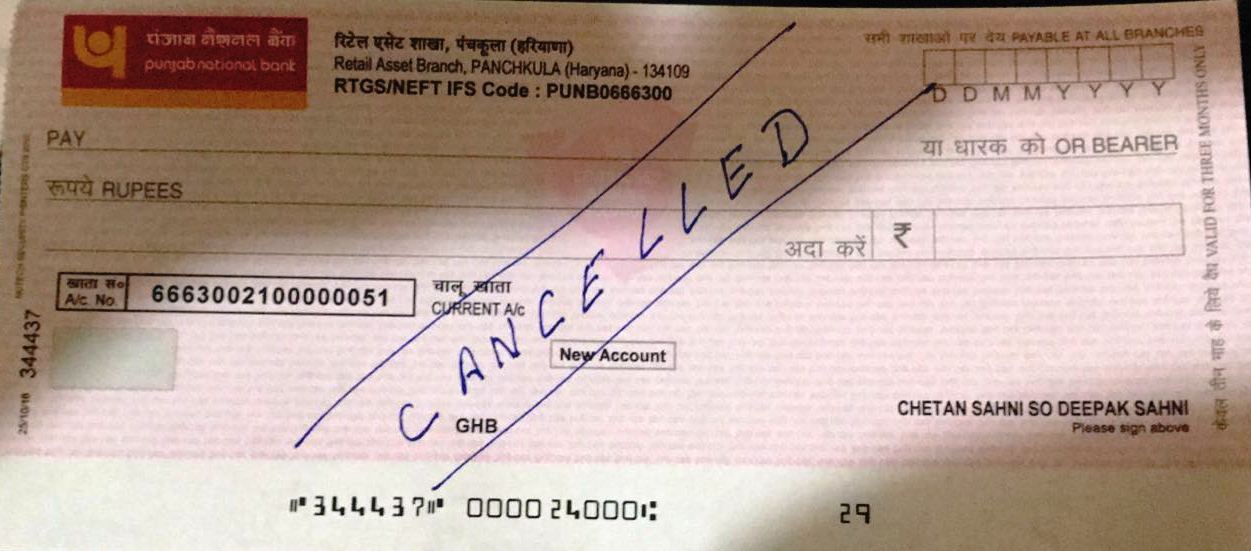 पंजाब नैशनल बैंक
punjab national bank
रिटेल एसेट शाखा, पंचकूला (हरियाणा)
Retail Asset Branch, PANCHKULA (Haryana) - 134109
RTGS/NEFT IFS Code : PUNB0666300
सभी शाखाओं पर देय PAYABLE AT ALL BRANCHES
D D M M Y Y Y Y
PAY
या धारक को OR BEARER
रूपये RUPEES
अदा करें ₹
खाता सं०
A/c. No. 6663002100000051
चालू खाता
CURRENT A/c
CANCELLED
New Account
GHB
CHETAN SAHNI SO DEEPAK SAHNI
Please sign above
344437
25/10/16
केवल तीन माह के लिये वैध VALID FOR THREE MONTHS ONLY
⑈344437⑈ 000024000⑆ 29